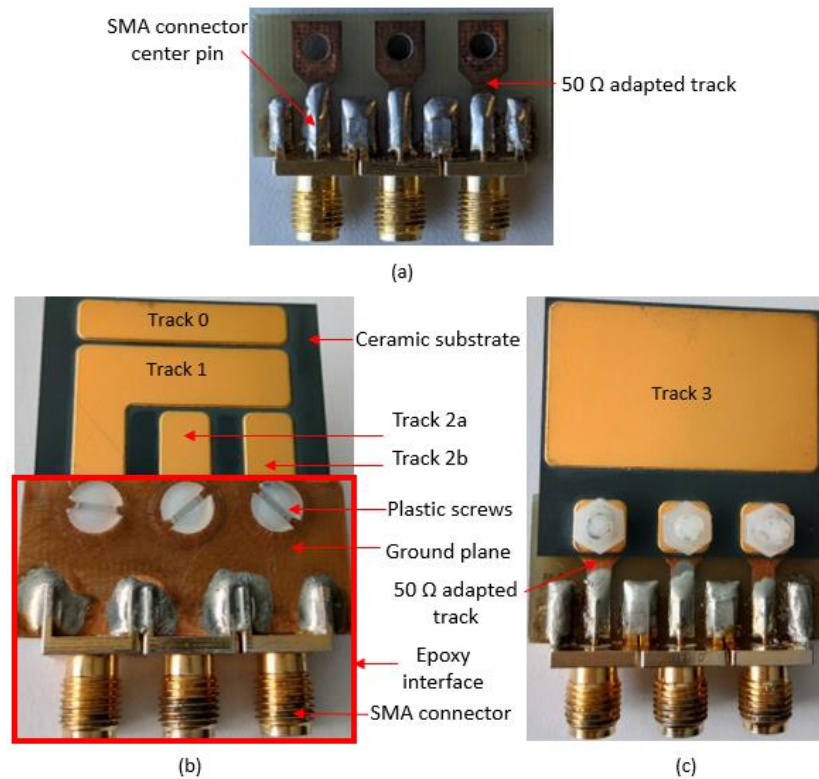 SMA connector
center pin
50 Ω adapted track
(a)
Track 0
Ceramic substrate
Track 1
Track 2a
Track 2b
Plastic screws
Ground plane
50 Ω adapted
track
Epoxy
interface
SMA connector
(b)
Track 3
(c)